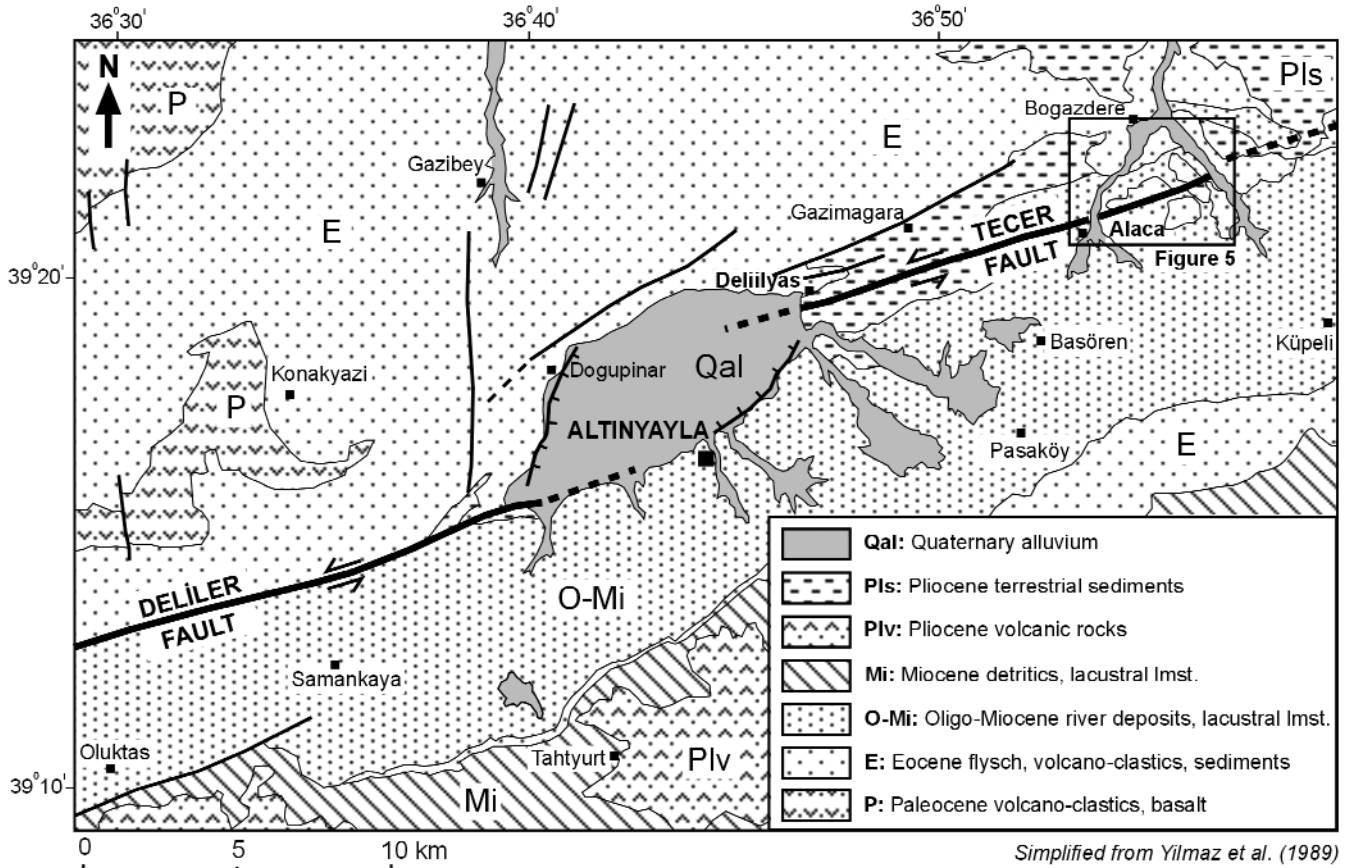 36°30'
36°40'
36°50'
N
P
Pls
Bogazdere
E
Gazibey
Gazimagara
E
TECER
FAULT
Alaca
Figure 5
39°20'
Deliilyas
Basören
Küpeli
Qal
Dogupinar
Konakyazi
P
ALTINYAYLA
Pasaköy
E
DELİLER
FAULT
O-Mi
Samankaya
Oluktas
Tahtyurt
Plv
39°10'
Mi
Qal: Quaternary alluvium
Pls: Pliocene terrestrial sediments
Plv: Pliocene volcanic rocks
Mi: Miocene detritics, lacustral lmst.
O-Mi: Oligo-Miocene river deposits, lacustral lmst.
E: Eocene flysch, volcano-clastics, sediments
P: Paleocene volcano-clastics, basalt
0 5 10 km
Simplified from Yilmaz et al. (1989)